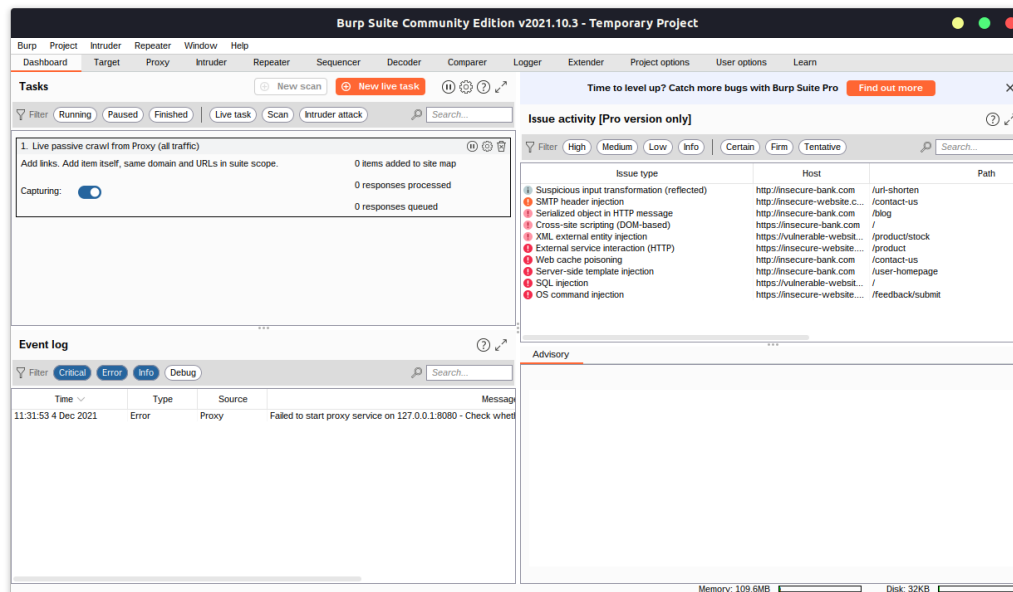 Burp Suite Community Edition v2021.10.3 - Temporary Project
Burp Project Intruder Repeater Window Help
Dashboard Target Proxy Intruder Repeater Sequencer Decoder Comparer Logger Extender Project options User options Learn
Tasks
New scan
New live task
Filter Running Paused Finished Live task Scan Intruder attack Search...
1. Live passive crawl from Proxy (all traffic)
Add links. Add item itself, same domain and URLs in suite scope.
0 items added to site map
Capturing:
0 responses processed
0 responses queued
Event log
Filter Critical Error Info Debug Search...
Time Type Source Message
11:31:53 4 Dec 2021 Error Proxy Failed to start proxy service on 127.0.0.1:8080 - Check whet
Time to level up? Catch more bugs with Burp Suite Pro Find out more
Issue activity [Pro version only]
Filter High Medium Low Info Certain Firm Tentative Search...
Issue type Host Path
Suspicious input transformation (reflected) http://insecure-bank.com /url-shorten
SMTP header injection http://insecure-website.c... /contact-us
Serialized object in HTTP message http://insecure-bank.com /blog
Cross-site scripting (DOM-based) http://insecure-bank.com /
XML external entity injection https://vulnerable-websit... /product/stock
External service interaction (HTTP) https://insecure-website.... /product
Web cache poisoning http://insecure-bank.com /contact-us
Server-side template injection http://insecure-bank.com /user-homepage
SQL injection https://vulnerable-websit... /
OS command injection https://insecure-website.... /feedback/submit
Advisory
Memory: 109.6MB Disk: 32KB